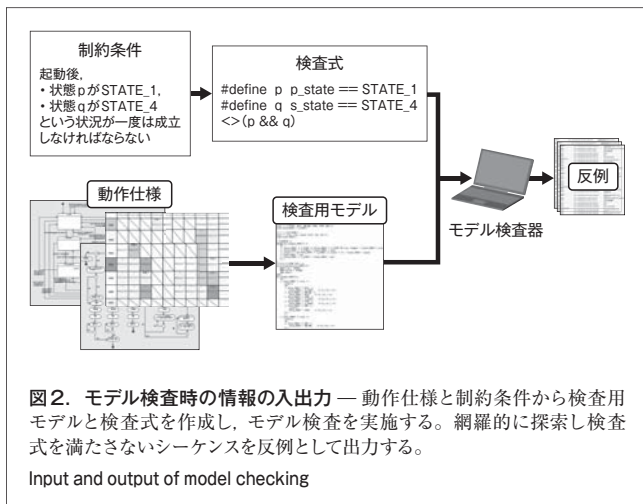 制約条件
起動後,
・状態pがSTATE_1,
・状態qがSTATE_4
という状況が一度は成立
しなければならない
検査式
#define p p_state == STATE_1
#define q s_state == STATE_4
<>(p && q)
動作仕様
検査用モデル
モデル検査器
反例
図2. モデル検査時の情報の入出力 — 動作仕様と制約条件から検査用
モデルと検査式を作成し, モデル検査を実施する。網羅的に探索し検査
式を満たさないシーケンスを反例として出力する。
Input and output of model checking